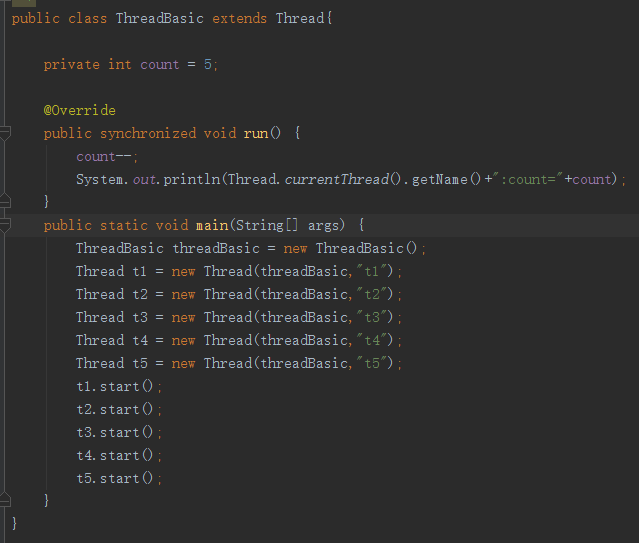 public class ThreadBasic extends Thread{
private int count = 5;
@Override
public synchronized void run() {
count--;
System.out.println(Thread.currentThread().getName()+":count="+count);
}
public static void main(String[] args) {
ThreadBasic threadBasic = new ThreadBasic();
Thread t1 = new Thread(threadBasic,"t1");
Thread t2 = new Thread(threadBasic,"t2");
Thread t3 = new Thread(threadBasic,"t3");
Thread t4 = new Thread(threadBasic,"t4");
Thread t5 = new Thread(threadBasic,"t5");
t1.start();
t2.start();
t3.start();
t4.start();
t5.start();
}
}